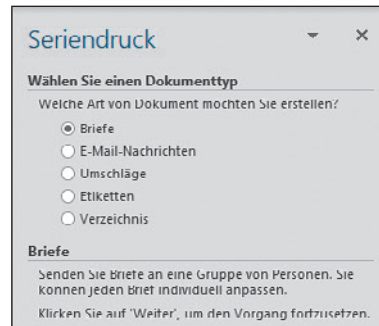 Seriendruck
Wählen Sie einen Dokumenttyp
Welche Art von Dokument möchten Sie erstellen?
Briefe
E-Mail-Nachrichten
Umschläge
Etiketten
Verzeichnis
Briefe
Senden Sie Briefe an eine Gruppe von Personen. Sie
können jeden Brief individuell anpassen.
Klicken Sie auf 'Weiter', um den Vorgang fortzusetzen.